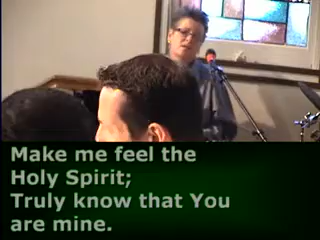 Make me feel the
Holy Spirit;
Truly know that You
are mine.